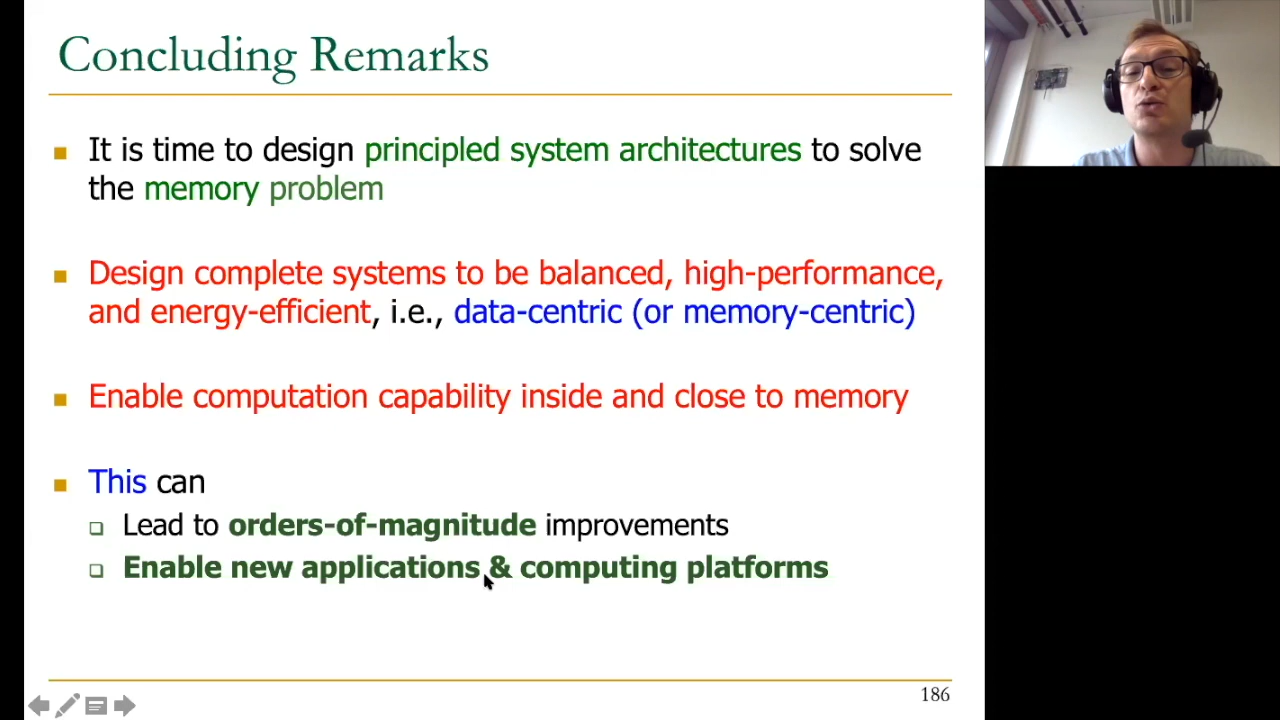 Concluding Remarks
It is time to design principled system architectures to solve
the memory problem
Design complete systems to be balanced, high-performance,
and energy-efficient, i.e., data-centric (or memory-centric)
Enable computation capability inside and close to memory
This can
Lead to orders-of-magnitude improvements
Enable new applications & computing platforms
186